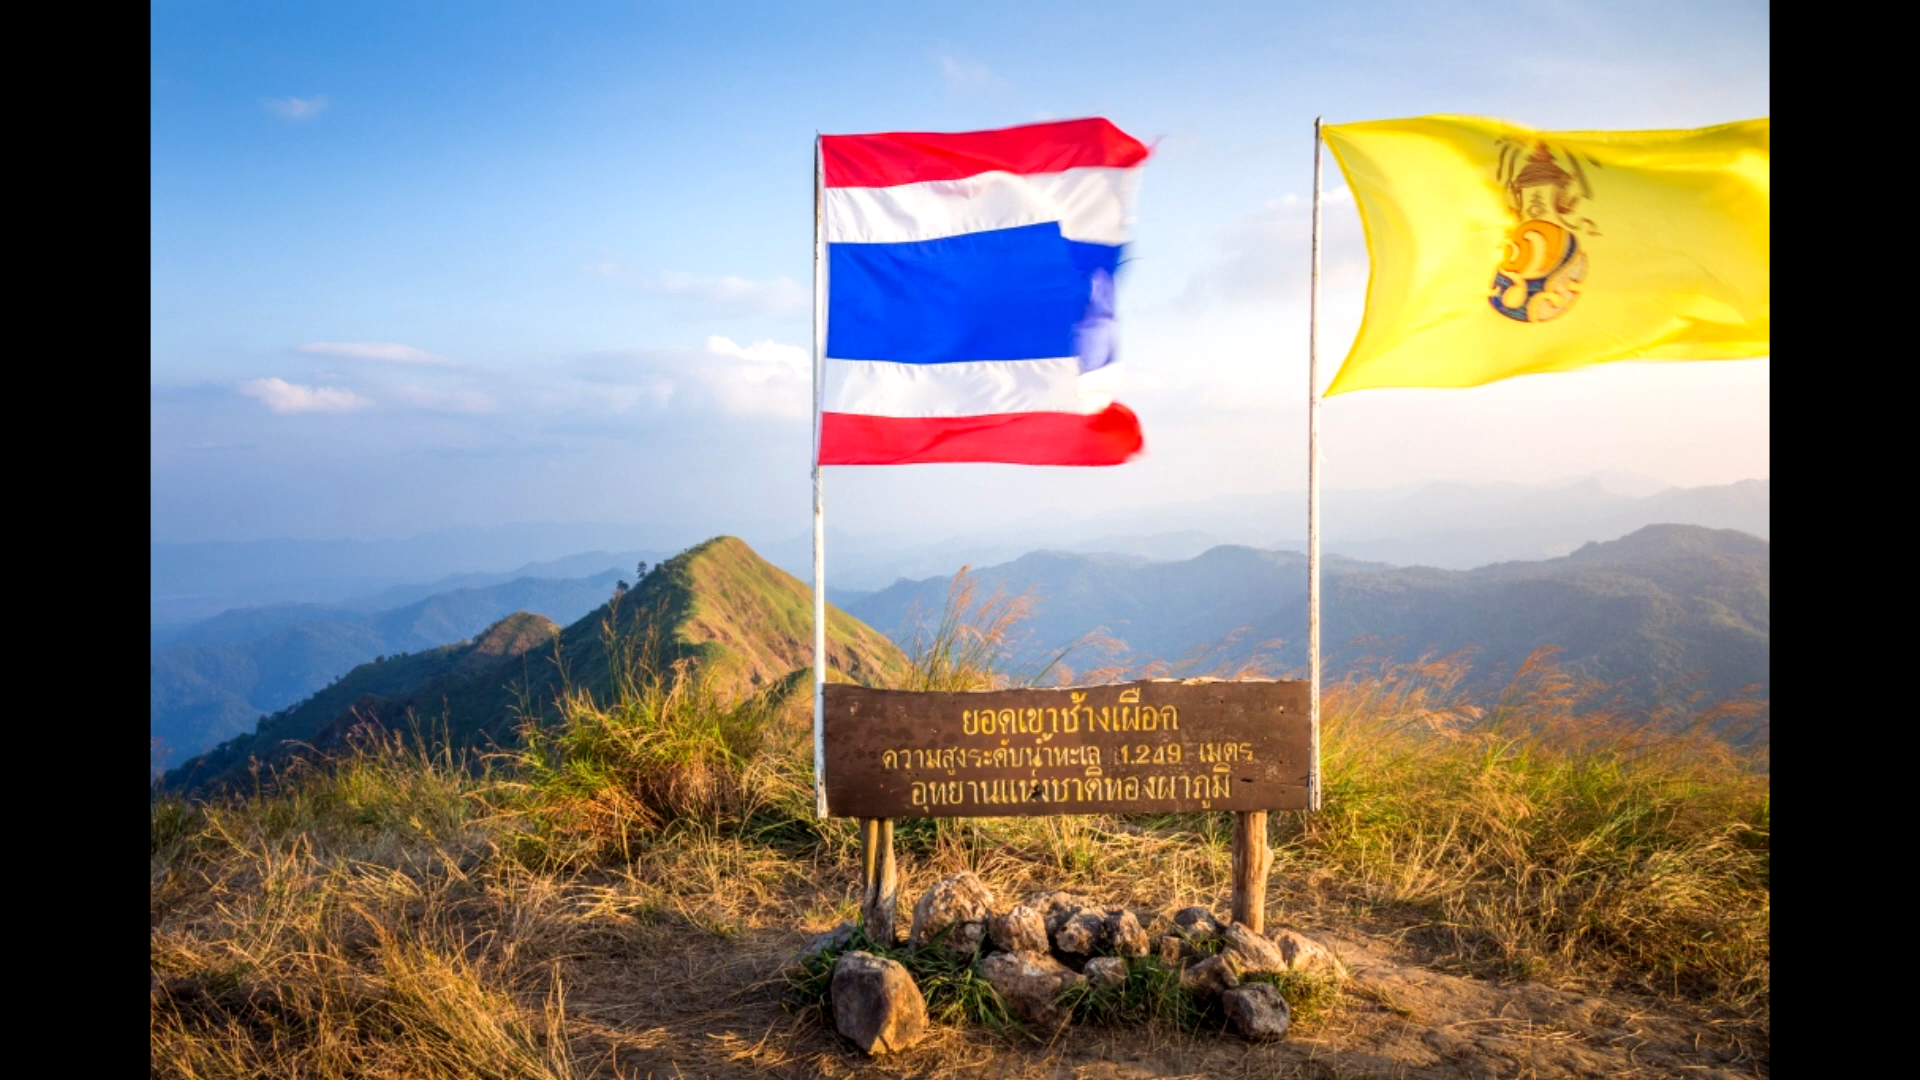 ยอดเขาช้างเผือก
ความสูงระดับน้ำทะเล 1.249 เมตร
อุทยานแห่งชาติทองผาภูมิ